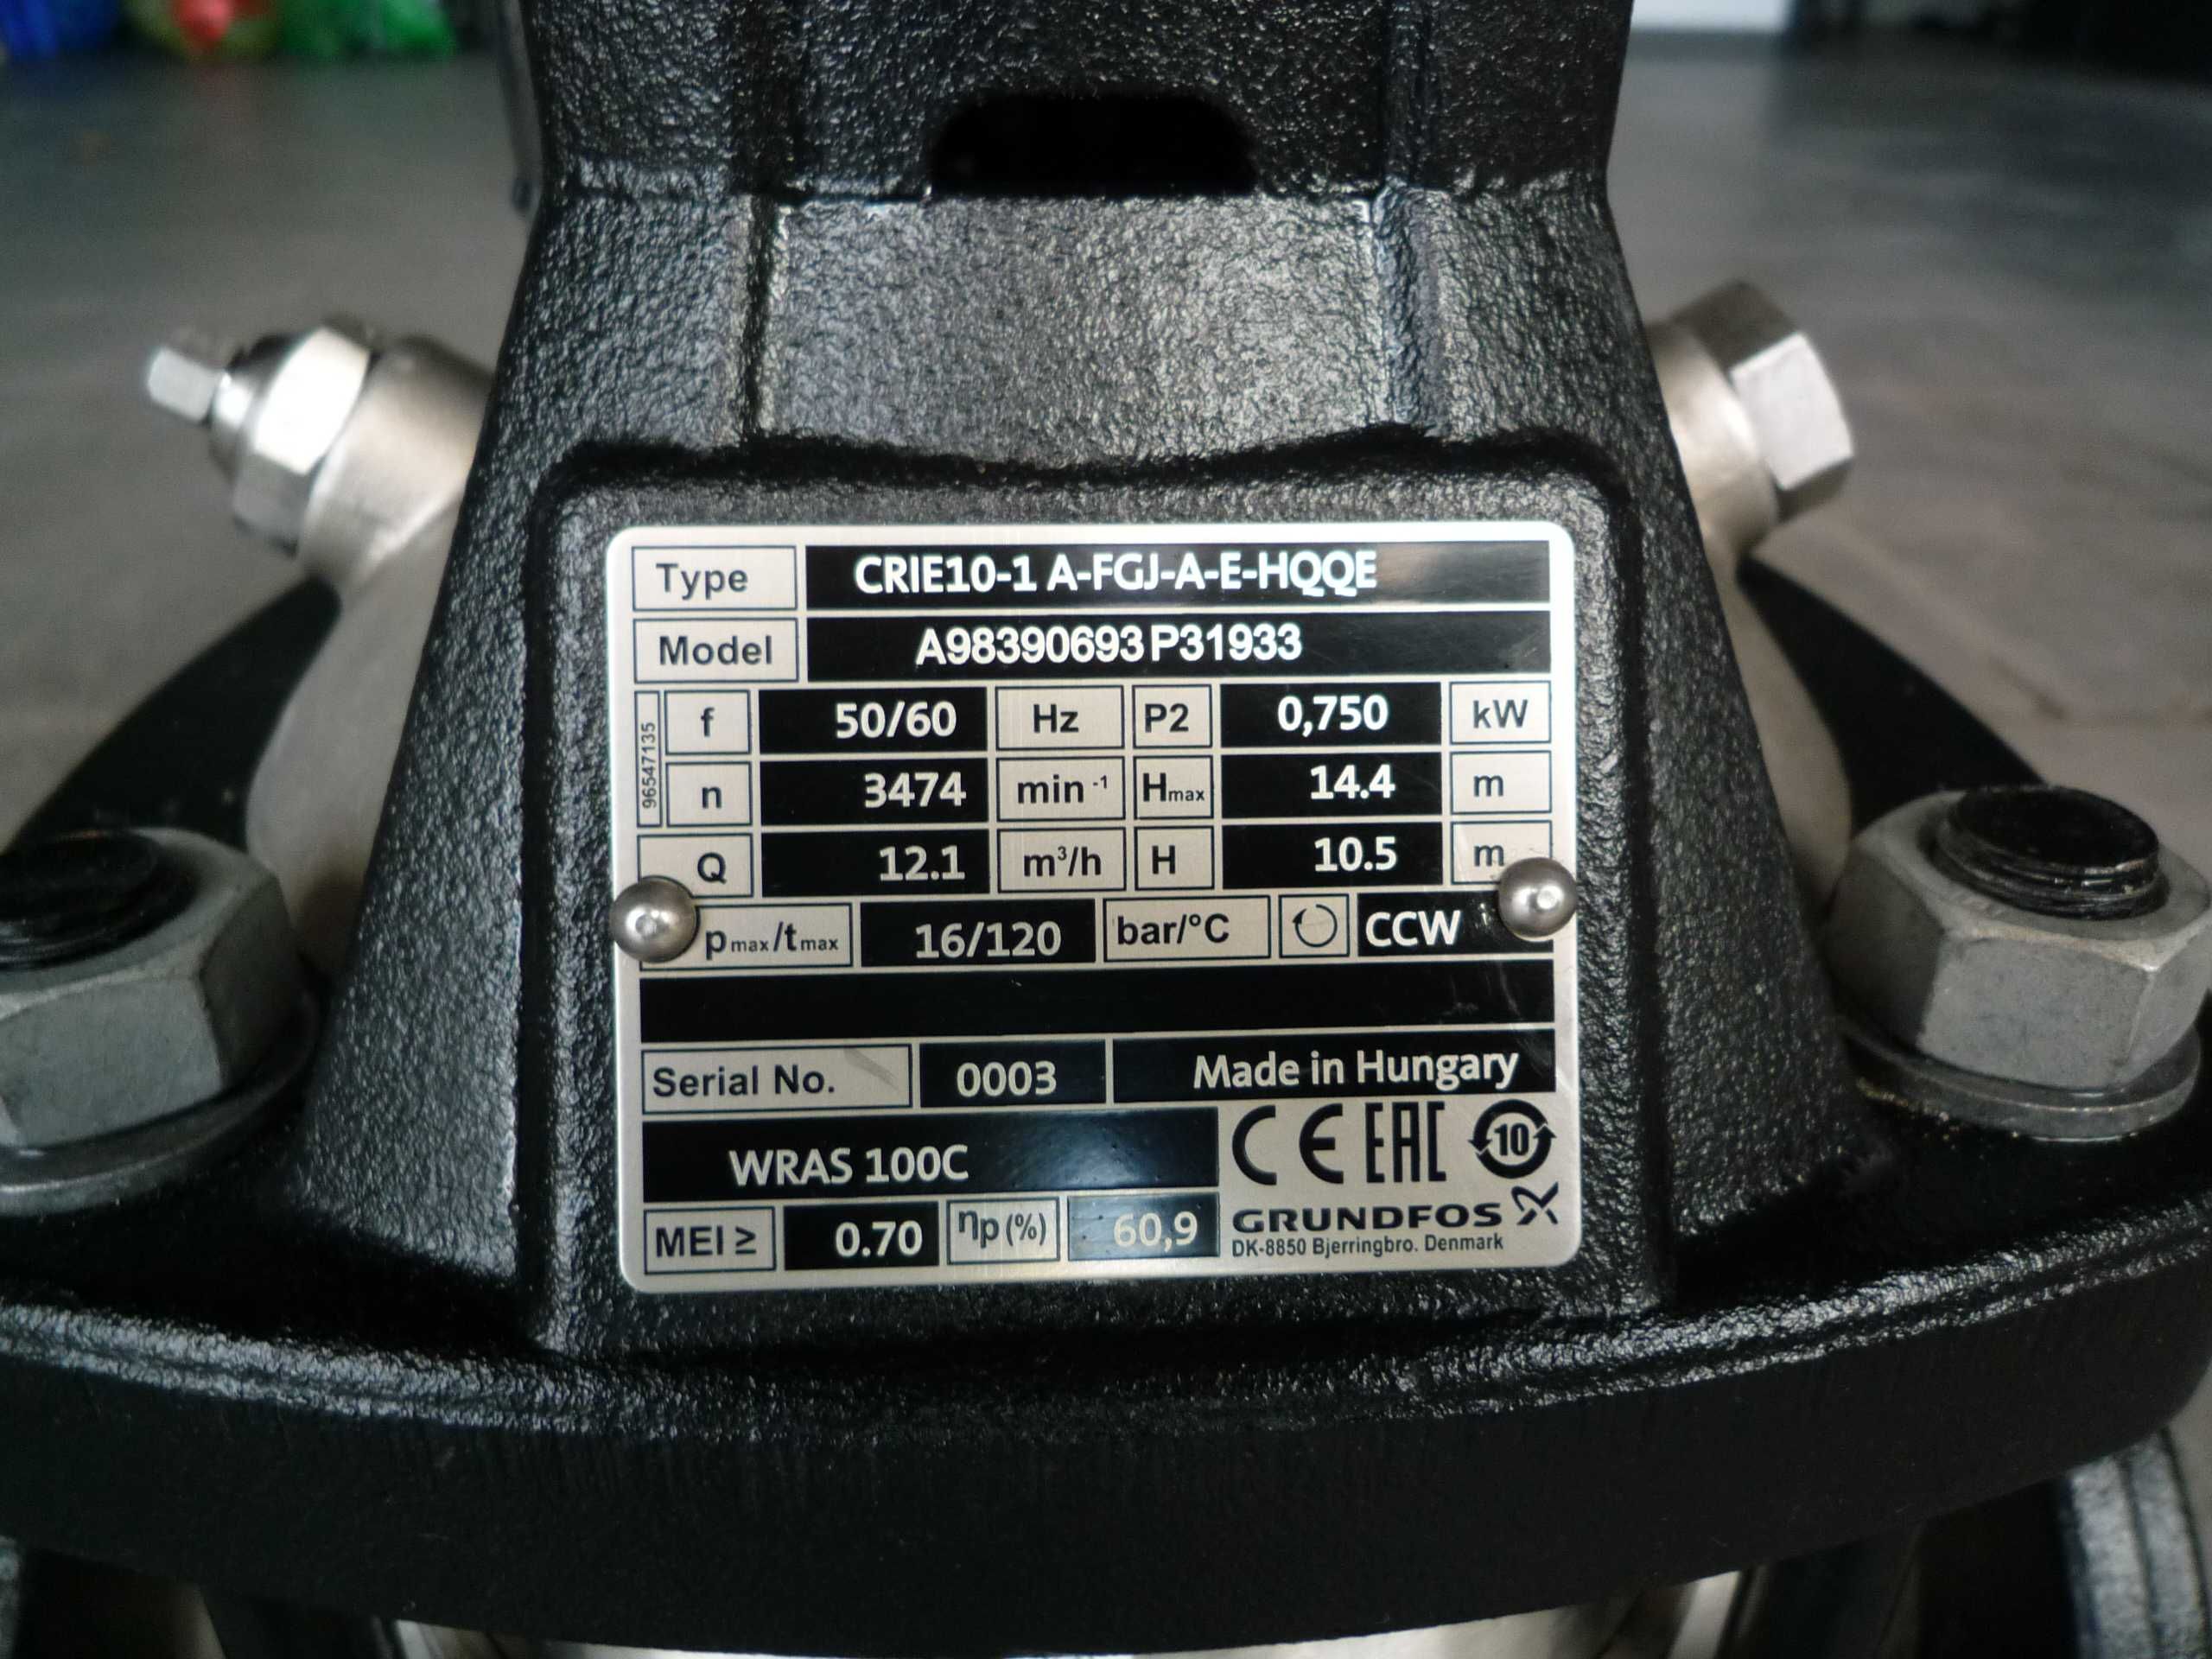 Type CRIE10-1 A-FGJ-A-E-HQQE
Model A98390693 P31933
96547135
f 50/60 Hz P2 0,750 kW
n 3474 min⁻¹ Hmax 14.4 m
Q 12.1 m³/h H 10.5 m
pmax/tmax 16/120 bar/°C CCW
Serial No. 0003 Made in Hungary
WRAS 100C CE EAC 10
MEI ≥ 0.70 ηp (%) 60,9 GRUNDFOS
DK-8850 Bjerringbro. Denmark